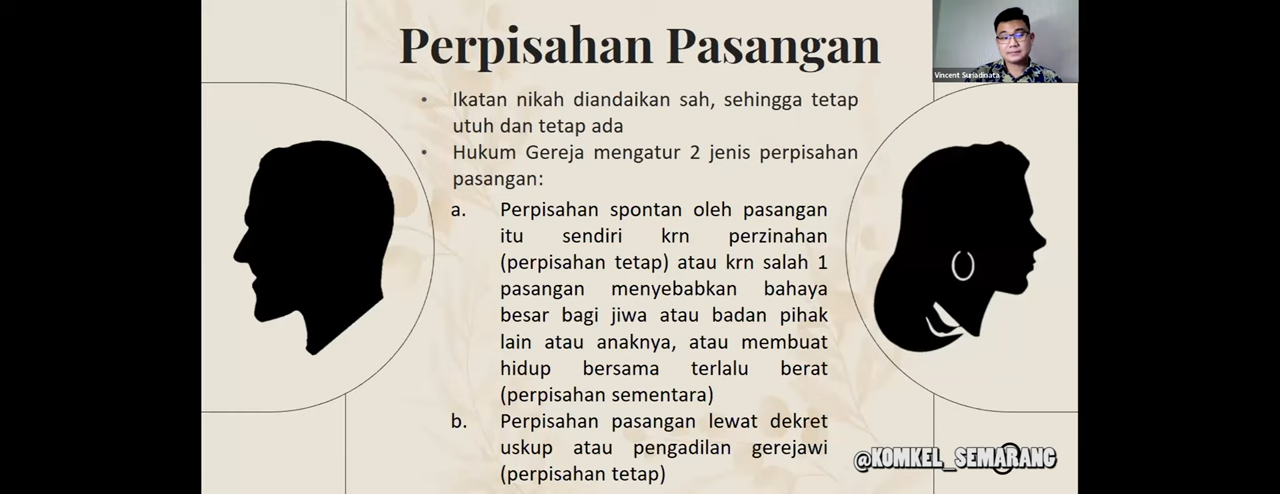 Perpisahan Pasangan
Vincent Suriadinata
• Ikatan nikah diandaikan sah, sehingga tetap
utuh dan tetap ada
• Hukum Gereja mengatur 2 jenis perpisahan
pasangan:
a. Perpisahan spontan oleh pasangan
itu sendiri krn perzinahan
(perpisahan tetap) atau krn salah 1
pasangan menyebabkan bahaya
besar bagi jiwa atau badan pihak
lain atau anaknya, atau membuat
hidup bersama terlalu berat
(perpisahan sementara)
b. Perpisahan pasangan lewat dekret
uskup atau pengadilan gerejawi
(perpisahan tetap)
@KOMKEL_SEMARANG